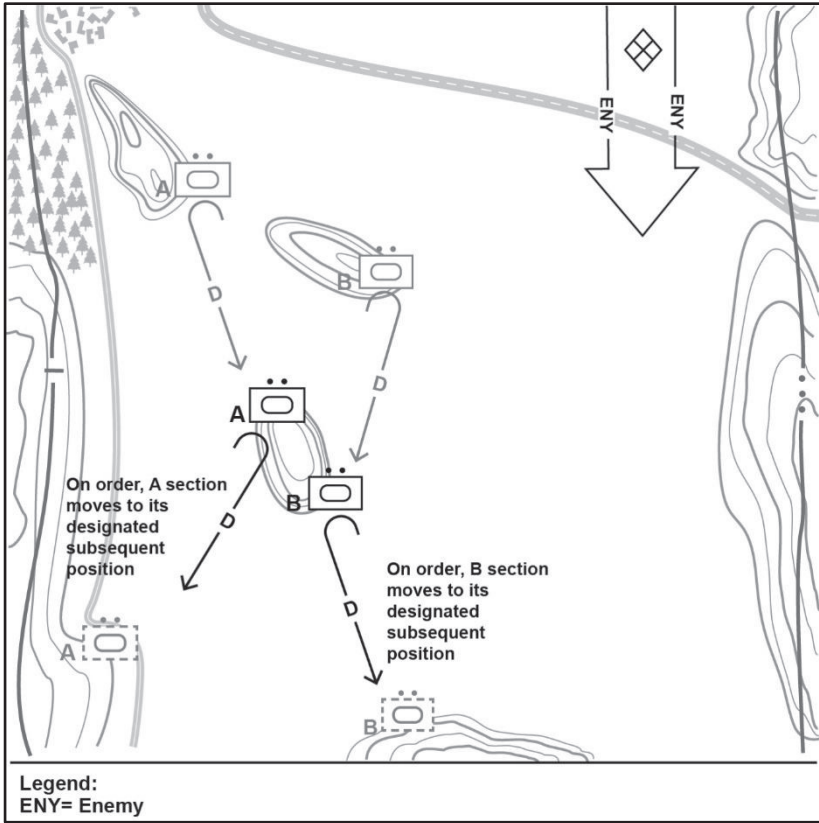 ENY
ENY
A
D
B
D
A
B
On order, A section
moves to its
designated
subsequent
position
D
On order, B section
moves to its
designated
subsequent
position
D
A
B
Legend:
ENY= Enemy